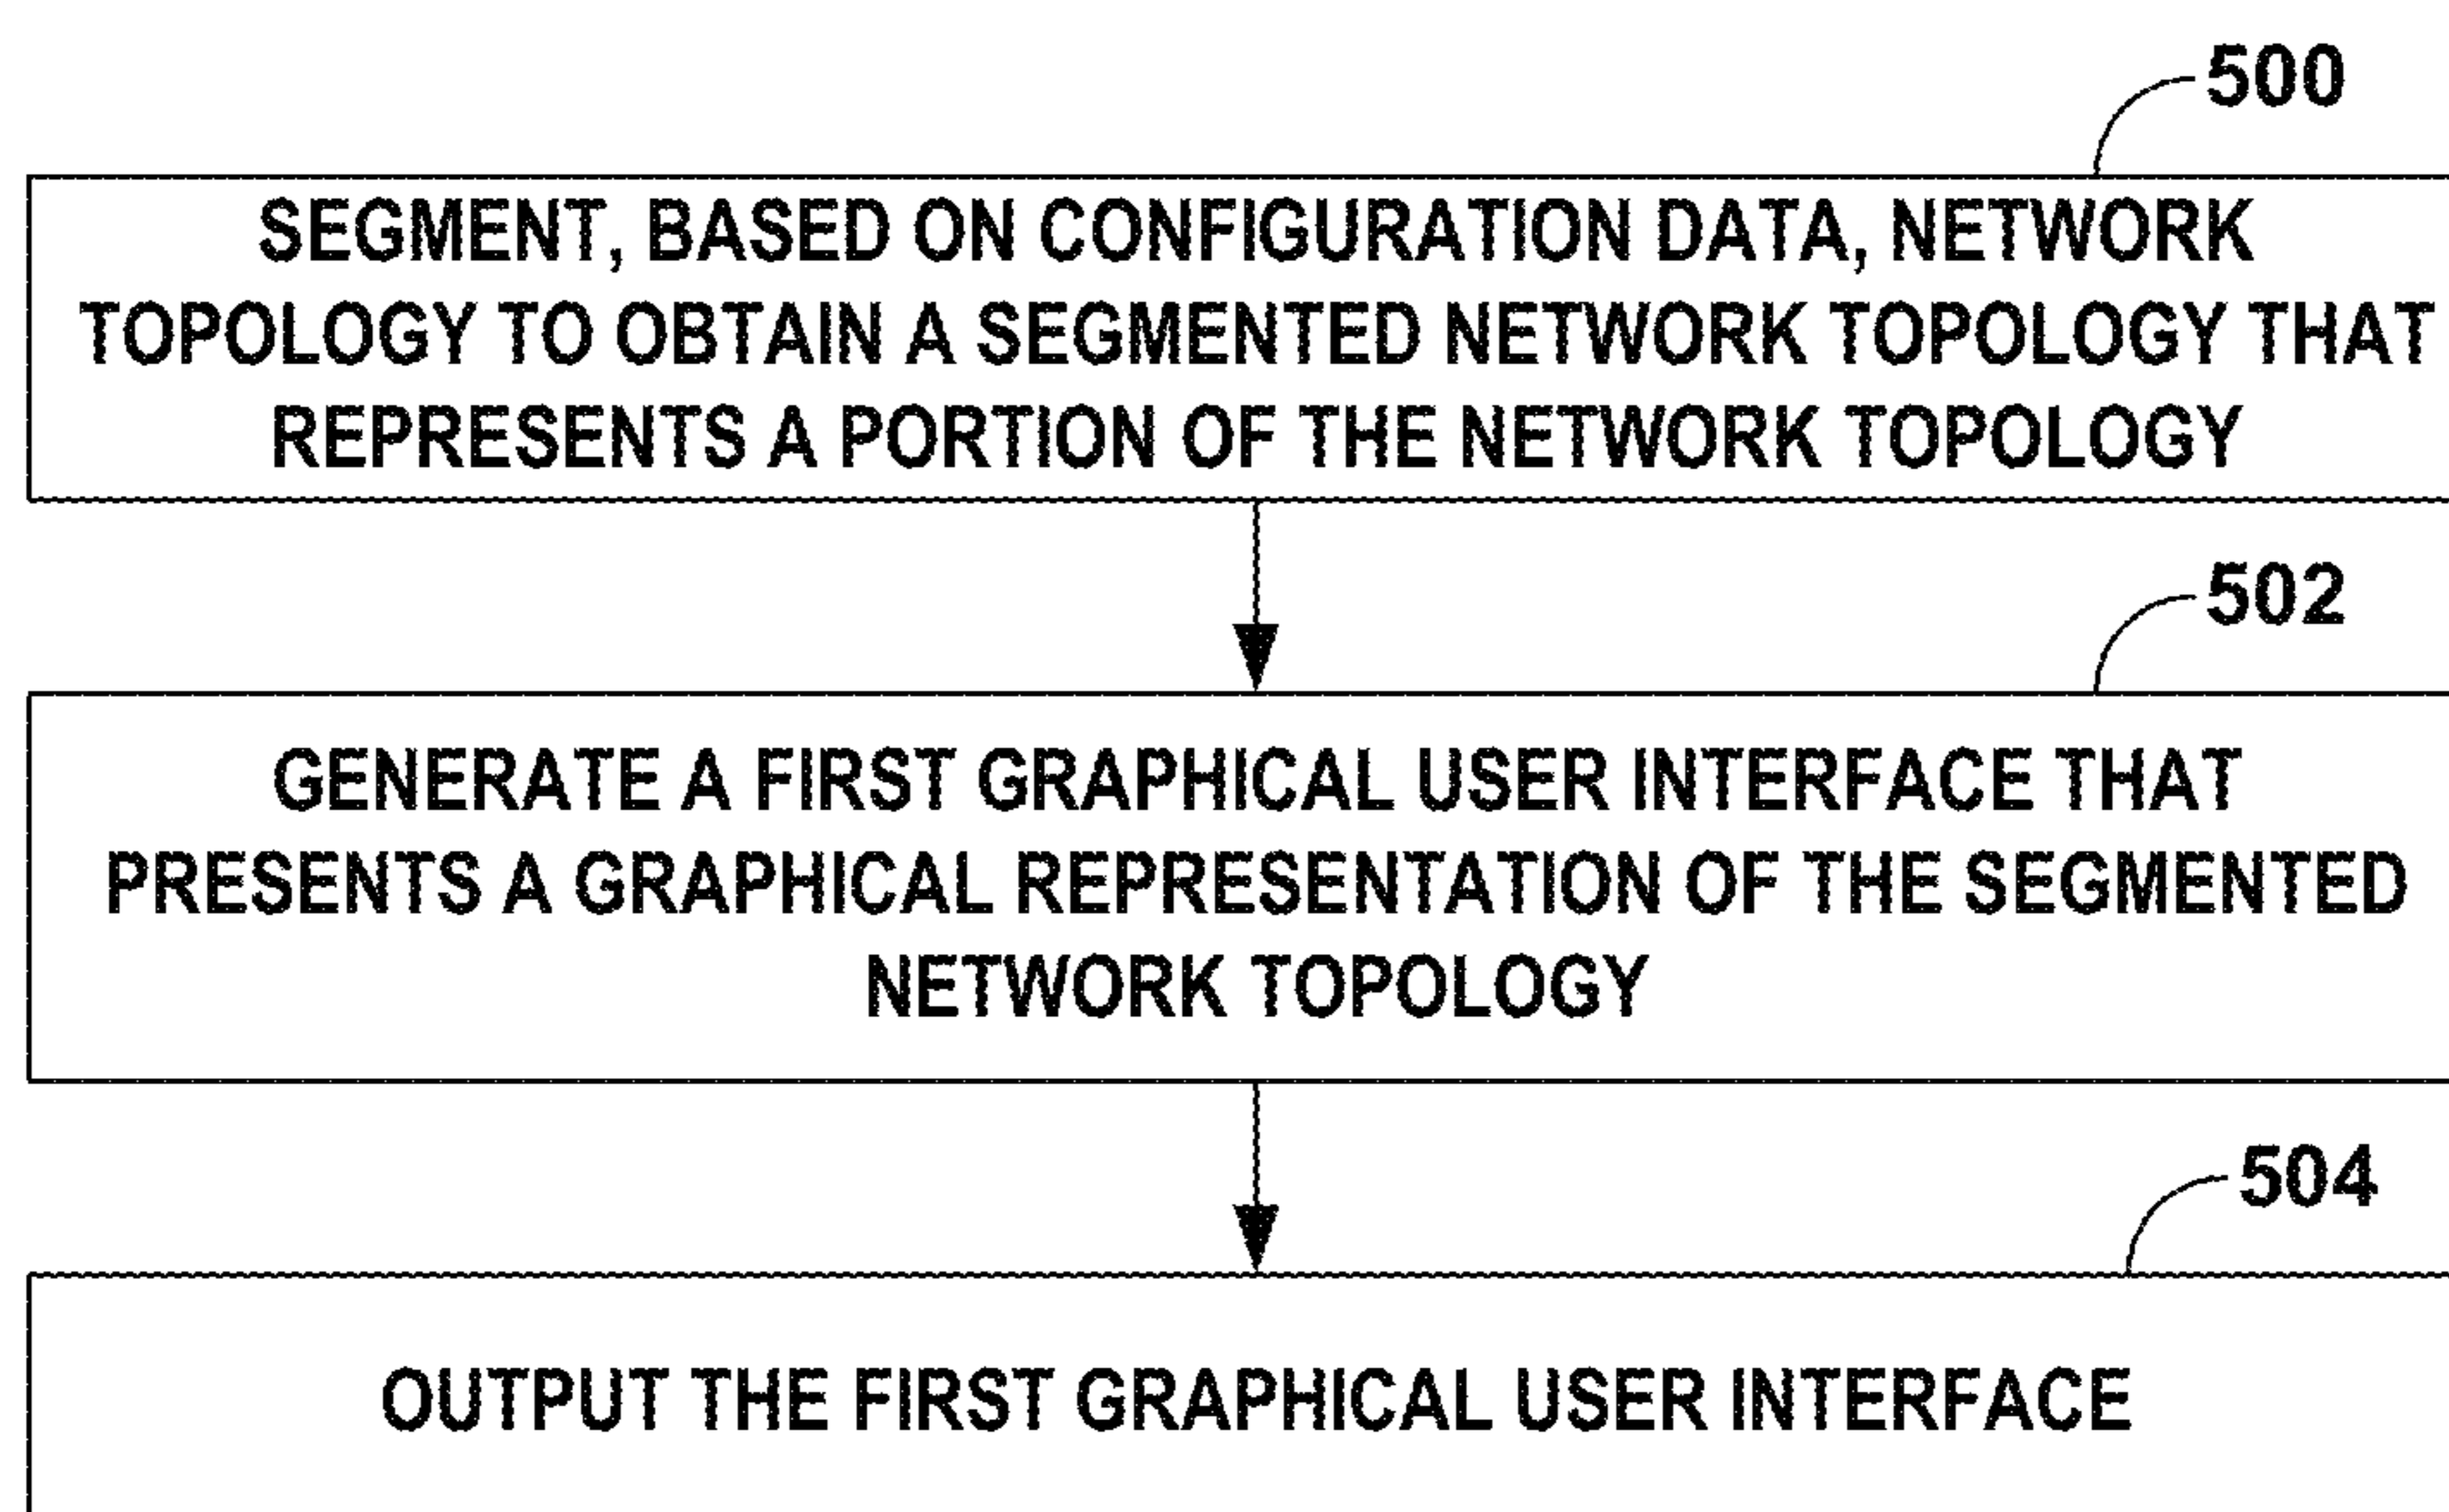 500
SEGMENT, BASED ON CONFIGURATION DATA, NETWORK
TOPOLOGY TO OBTAIN A SEGMENTED NETWORK TOPOLOGY THAT
REPRESENTS A PORTION OF THE NETWORK TOPOLOGY
502
GENERATE A FIRST GRAPHICAL USER INTERFACE THAT
PRESENTS A GRAPHICAL REPRESENTATION OF THE SEGMENTED
NETWORK TOPOLOGY
504
OUTPUT THE FIRST GRAPHICAL USER INTERFACE